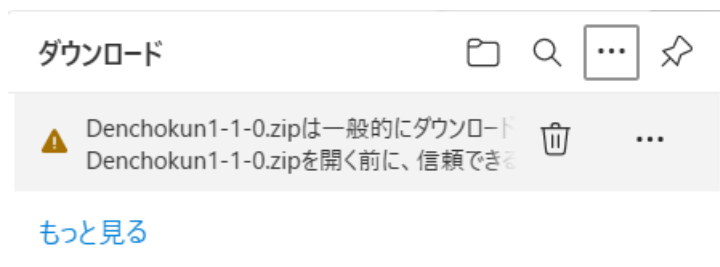 ダウンロード
Denchokun1-1-0.zipは一般的にダウンロード
Denchokun1-1-0.zipを開く前に、信頼できる
もっと見る